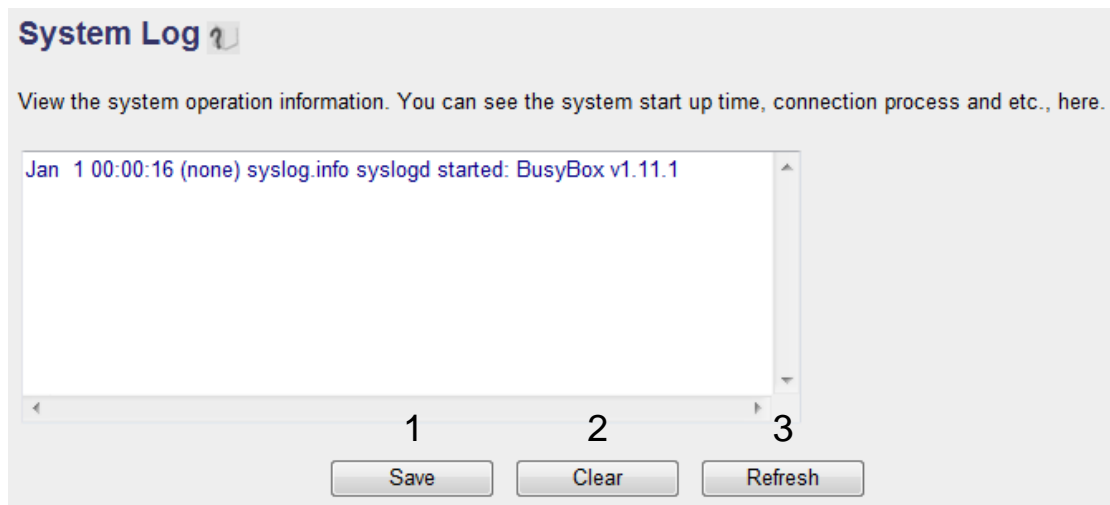 System Log
View the system operation information. You can see the system start up time, connection process and etc., here.
Jan 1 00:00:16 (none) syslog.info syslogd started: BusyBox v1.11.1
1 2 3
Save Clear Refresh